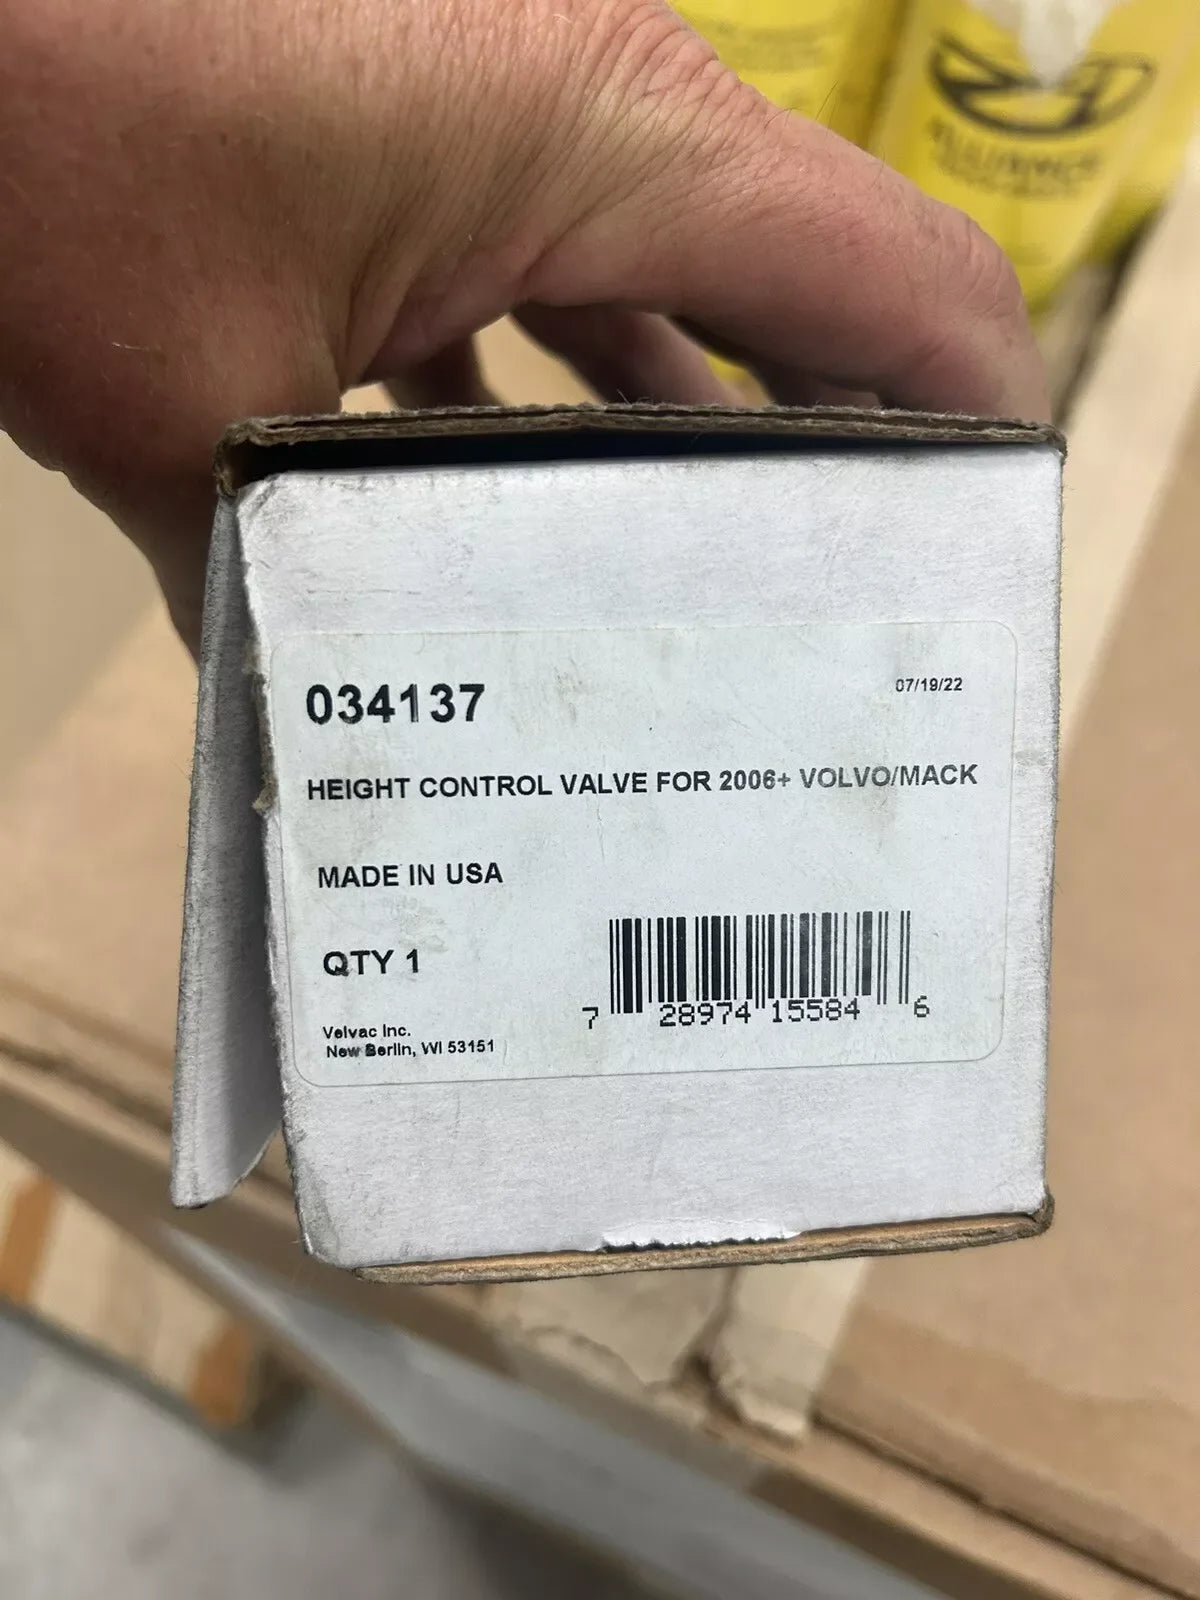 ALLIANCE
034137
07/19/22
HEIGHT CONTROL VALVE FOR 2006+ VOLVO/MACK
MADE IN USA
QTY 1
7 28974 15584 6
Velvac Inc.
New Berlin, WI 53151